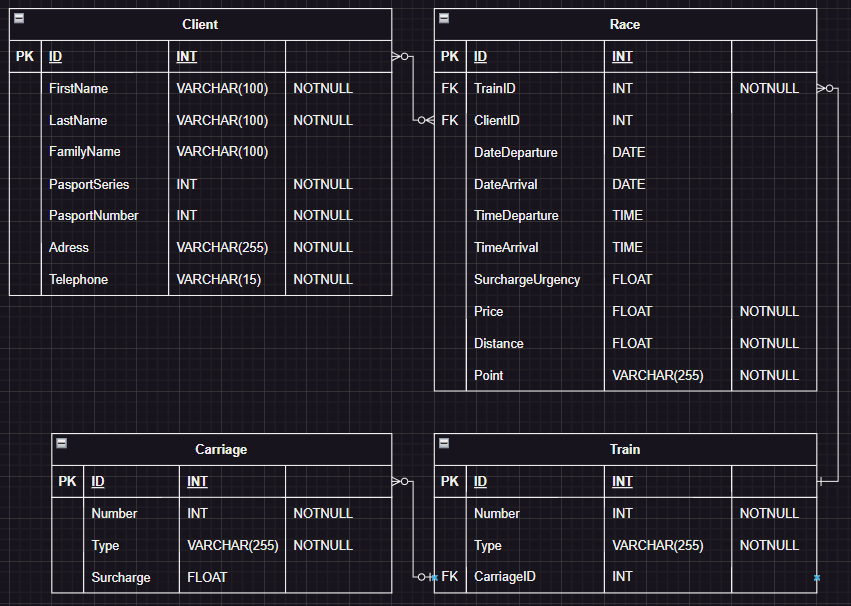 Client
PK ID INT
FirstName VARCHAR(100) NOTNULL
LastName VARCHAR(100) NOTNULL
FamilyName VARCHAR(100)
PasportSeries INT NOTNULL
PasportNumber INT NOTNULL
Adress VARCHAR(255) NOTNULL
Telephone VARCHAR(15) NOTNULL
Race
PK ID INT
FK TrainID INT NOTNULL
FK ClientID INT
DateDeparture DATE
DateArrival DATE
TimeDeparture TIME
TimeArrival TIME
SurchargeUrgency FLOAT
Price FLOAT NOTNULL
Distance FLOAT NOTNULL
Point VARCHAR(255) NOTNULL
Carriage
PK ID INT
Number INT NOTNULL
Type VARCHAR(255) NOTNULL
Surcharge FLOAT
Train
PK ID INT
Number INT NOTNULL
Type VARCHAR(255) NOTNULL
FK CarriageID INT